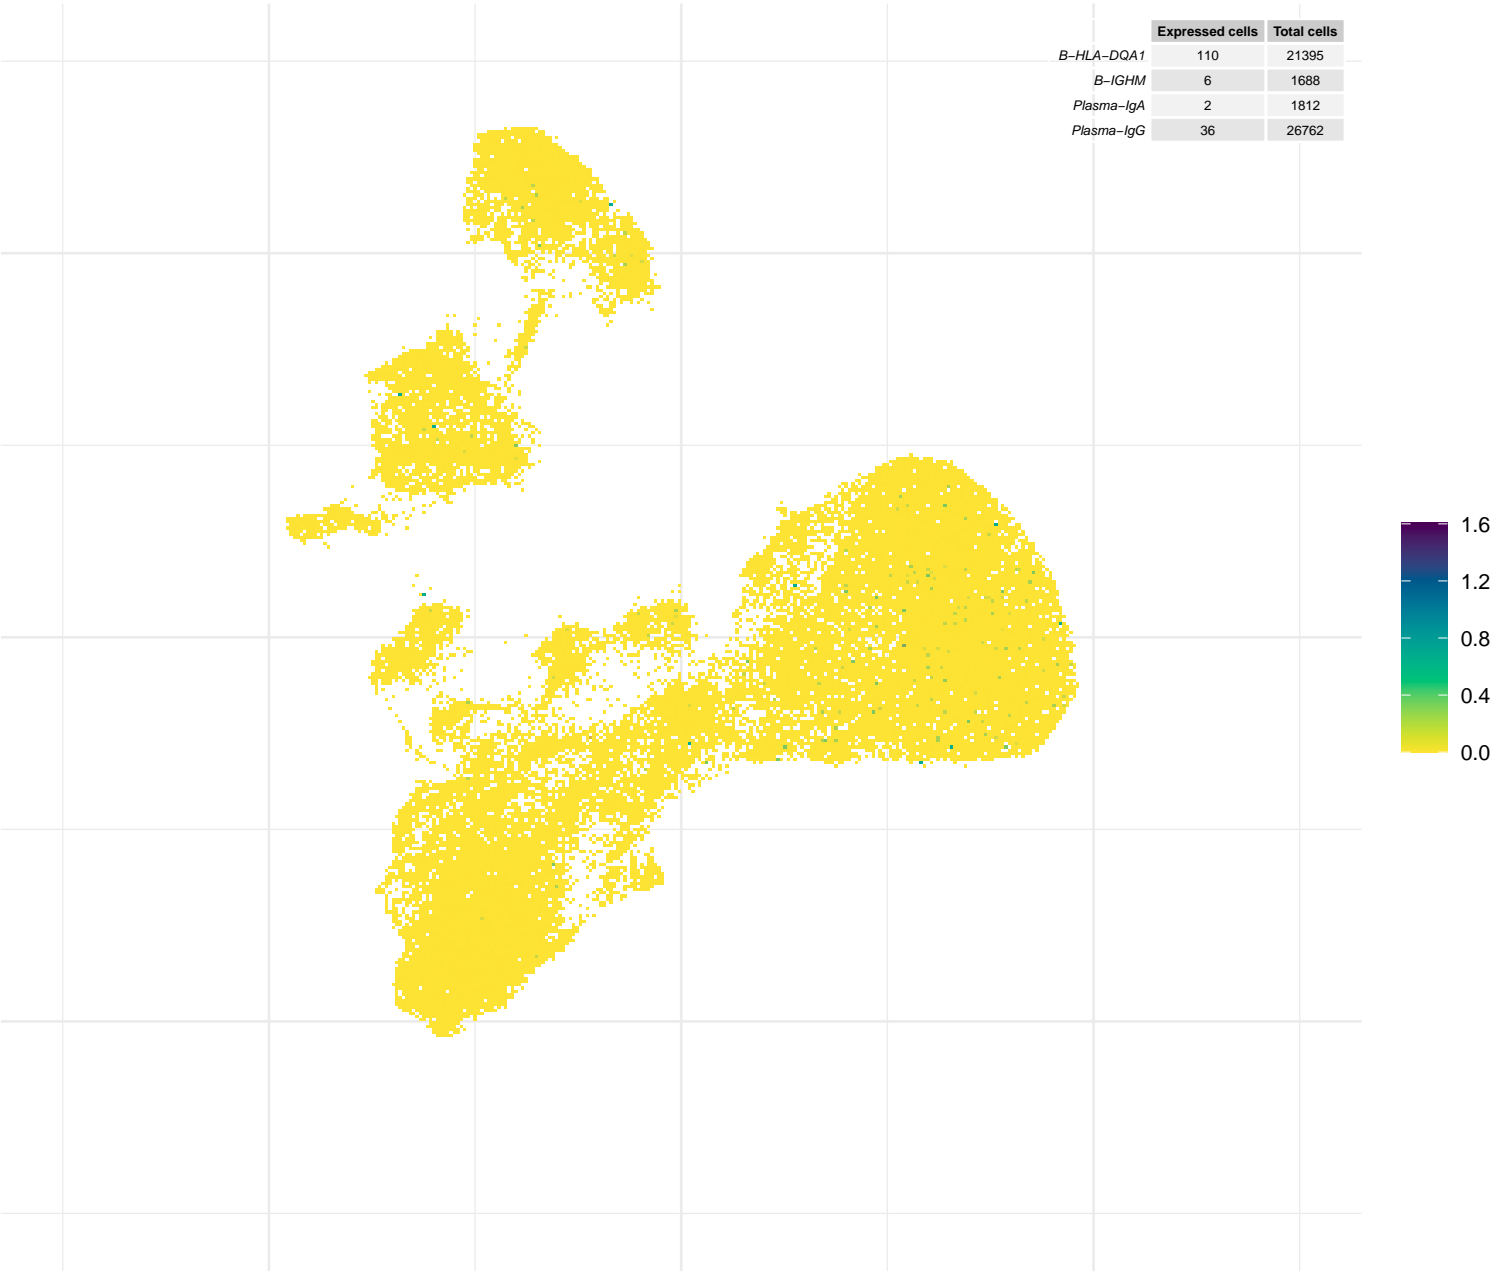 Expressed cells Total cells
B−HLA−DQA1 110 21395
B−IGHM 6 1688
Plasma−IgA 2 1812
Plasma−IgG 36 26762
1.6
1.2
0.8
0.4
0.0